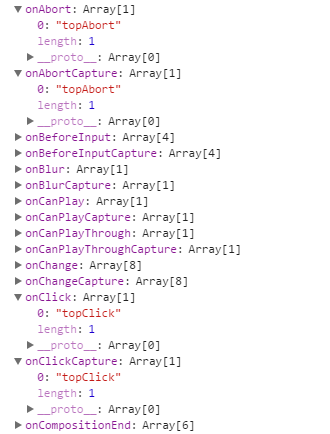 onAbort: Array[1]
0: "topAbort"
length: 1
__proto__: Array[0]
onAbortCapture: Array[1]
0: "topAbort"
length: 1
__proto__: Array[0]
onBeforeInput: Array[4]
onBeforeInputCapture: Array[4]
onBlur: Array[1]
onBlurCapture: Array[1]
onCanPlay: Array[1]
onCanPlayCapture: Array[1]
onCanPlayThrough: Array[1]
onCanPlayThroughCapture: Array[1]
onChange: Array[8]
onChangeCapture: Array[8]
onClick: Array[1]
0: "topClick"
length: 1
__proto__: Array[0]
onClickCapture: Array[1]
0: "topClick"
length: 1
__proto__: Array[0]
onCompositionEnd: Array[6]